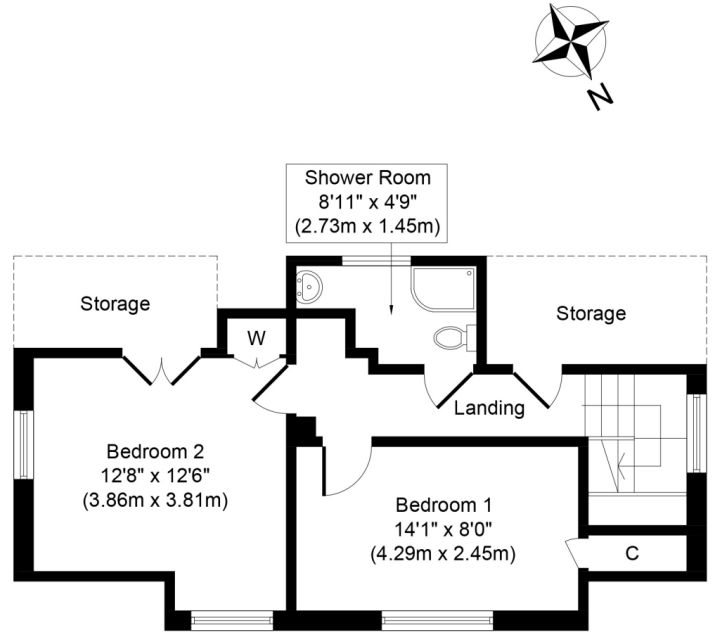 N
Shower Room
8'11" x 4'9"
(2.73m x 1.45m)
Storage
Storage
W
Landing
Bedroom 2
12'8" x 12'6"
(3.86m x 3.81m)
Bedroom 1
14'1" x 8'0"
(4.29m x 2.45m)
C